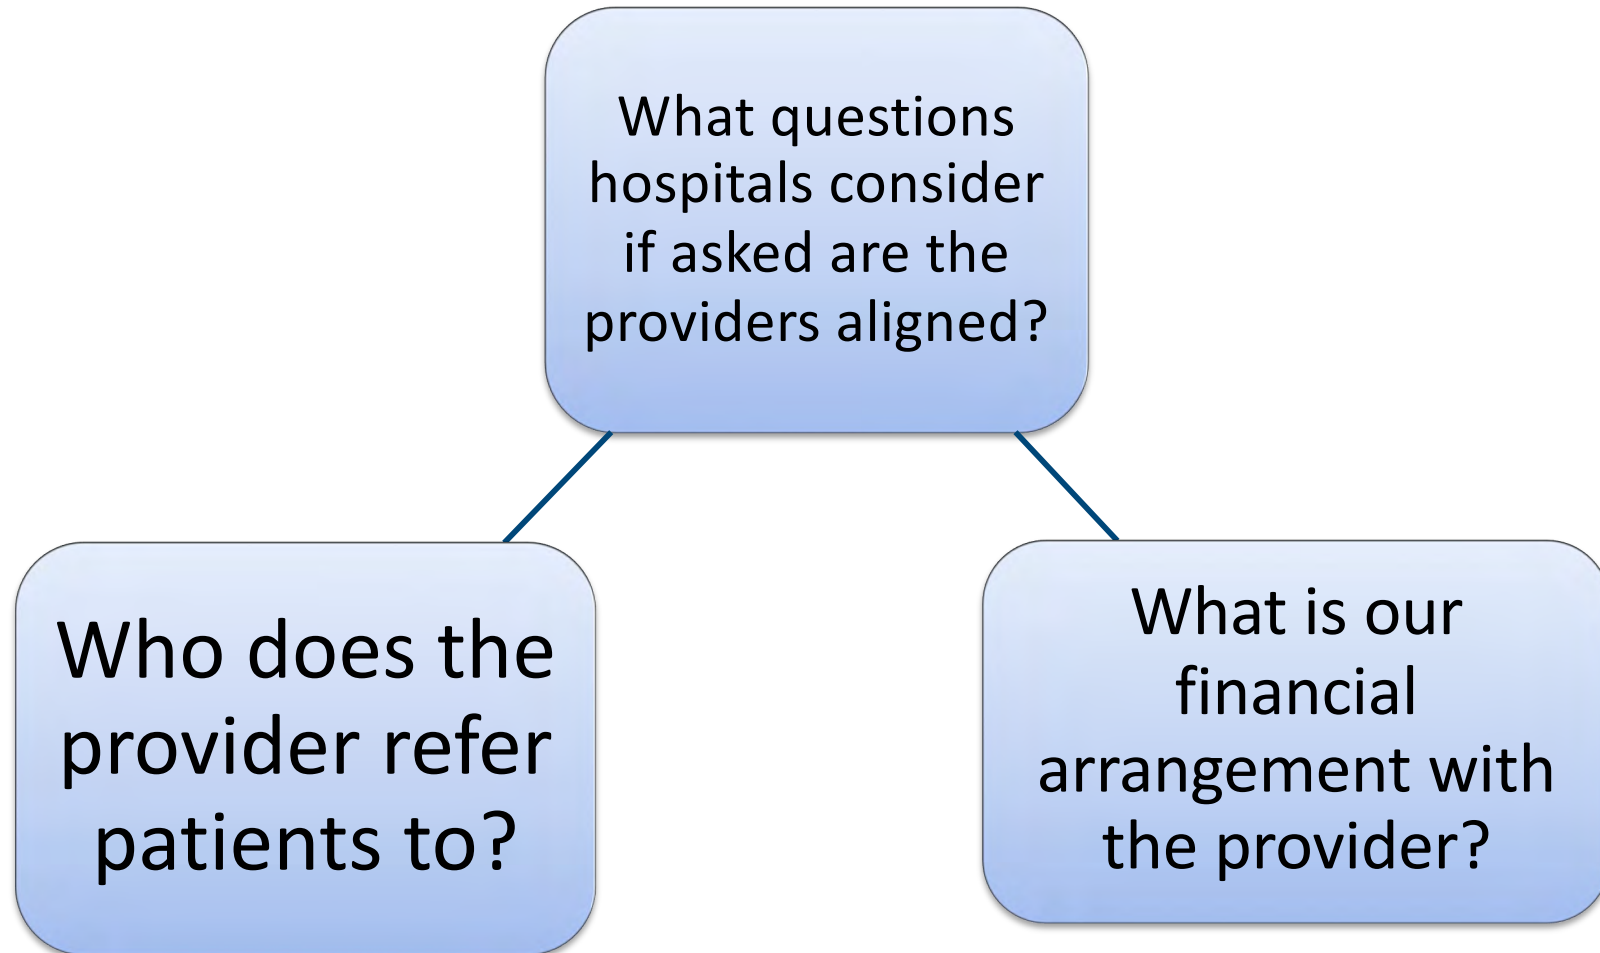 What questions
hospitals consider
if asked are the
providers aligned?
Who does the
provider refer
patients to?
What is our
financial
arrangement with
the provider?